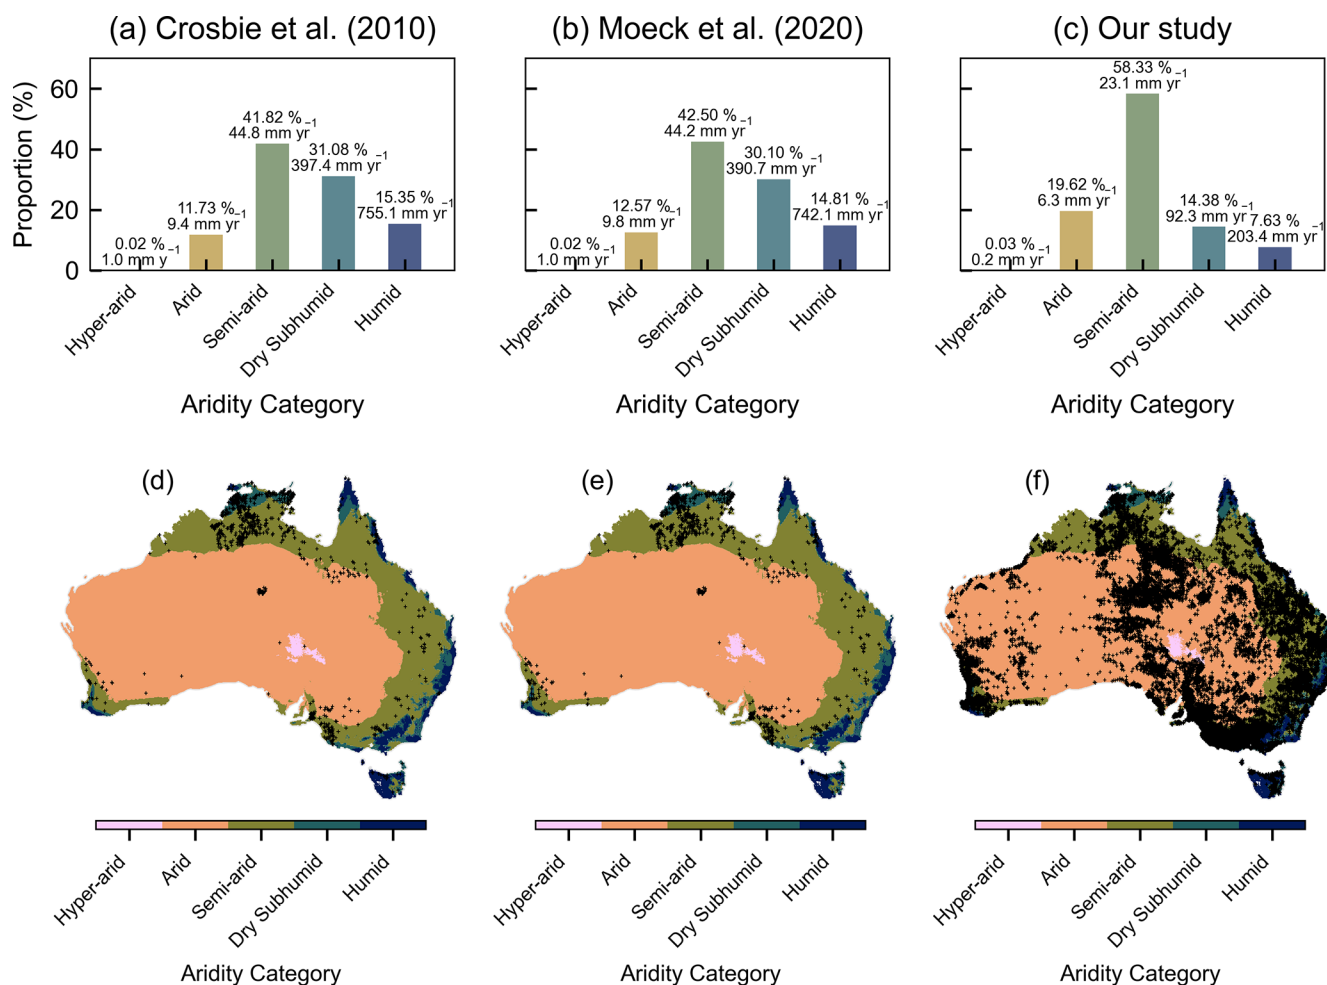 (a) Crosbie et al. (2010)
(b) Moeck et al. (2020)
(c) Our study
Proportion (%)
60
40
20
0
0.02 %
1.0 mm y⁻¹
11.73 %
9.4 mm yr⁻¹
41.82 %
44.8 mm yr⁻¹
31.08 %
397.4 mm yr⁻¹
15.35 %
755.1 mm yr⁻¹
Hyper-arid
Arid
Semi-arid
Dry Subhumid
Humid
Aridity Category
0.02 %
1.0 mm yr⁻¹
12.57 %
9.8 mm yr⁻¹
42.50 %
44.2 mm yr⁻¹
30.10 %
390.7 mm yr⁻¹
14.81 %
742.1 mm yr⁻¹
Hyper-arid
Arid
Semi-arid
Dry Subhumid
Humid
Aridity Category
0.03 %
0.2 mm yr⁻¹
19.62 %
6.3 mm yr⁻¹
58.33 %
23.1 mm yr⁻¹
14.38 %
92.3 mm yr⁻¹
7.63 %
203.4 mm yr⁻¹
Hyper-arid
Arid
Semi-arid
Dry Subhumid
Humid
Aridity Category
(d)
Hyper-arid
Arid
Semi-arid
Dry Subhumid
Humid
Aridity Category
(e)
Hyper-arid
Arid
Semi-arid
Dry Subhumid
Humid
Aridity Category
(f)
Hyper-arid
Arid
Semi-arid
Dry Subhumid
Humid
Aridity Category